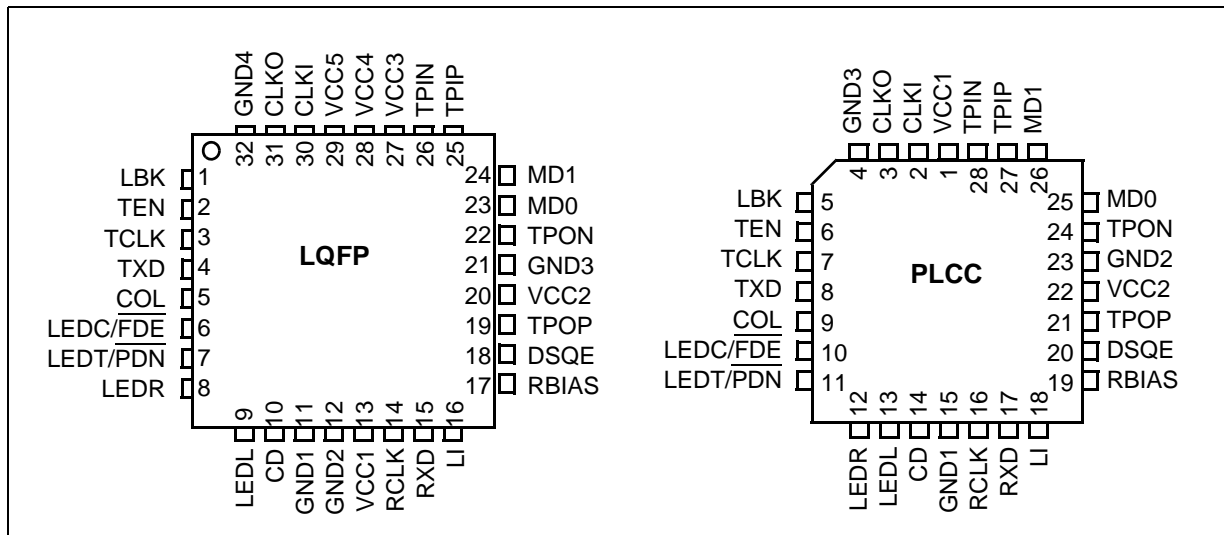 GND4
CLKO
CLKI
VCC5
VCC4
VCC3
TPIN
TPIP
32
31
30
29
28
27
26
25
LBK 1
TEN 2
TCLK 3
TXD 4
COL 5
LEDC/FDE 6
LEDT/PDN 7
LEDR 8
LQFP
24 MD1
23 MD0
22 TPON
21 GND3
20 VCC2
19 TPOP
18 DSQE
17 RBIAS
9
10
11
12
13
14
15
16
LEDL
CD
GND1
GND2
VCC1
RCLK
RXD
LI
GND3
CLKO
CLKI
VCC1
TPIN
TPIP
MD1
4
3
2
1
28
27
26
LBK 5
TEN 6
TCLK 7
TXD 8
COL 9
LEDC/FDE 10
LEDT/PDN 11
PLCC
25 MD0
24 TPON
23 GND2
22 VCC2
21 TPOP
20 DSQE
19 RBIAS
12
13
14
15
16
17
18
LEDR
LEDL
CD
GND1
RCLK
RXD
LI